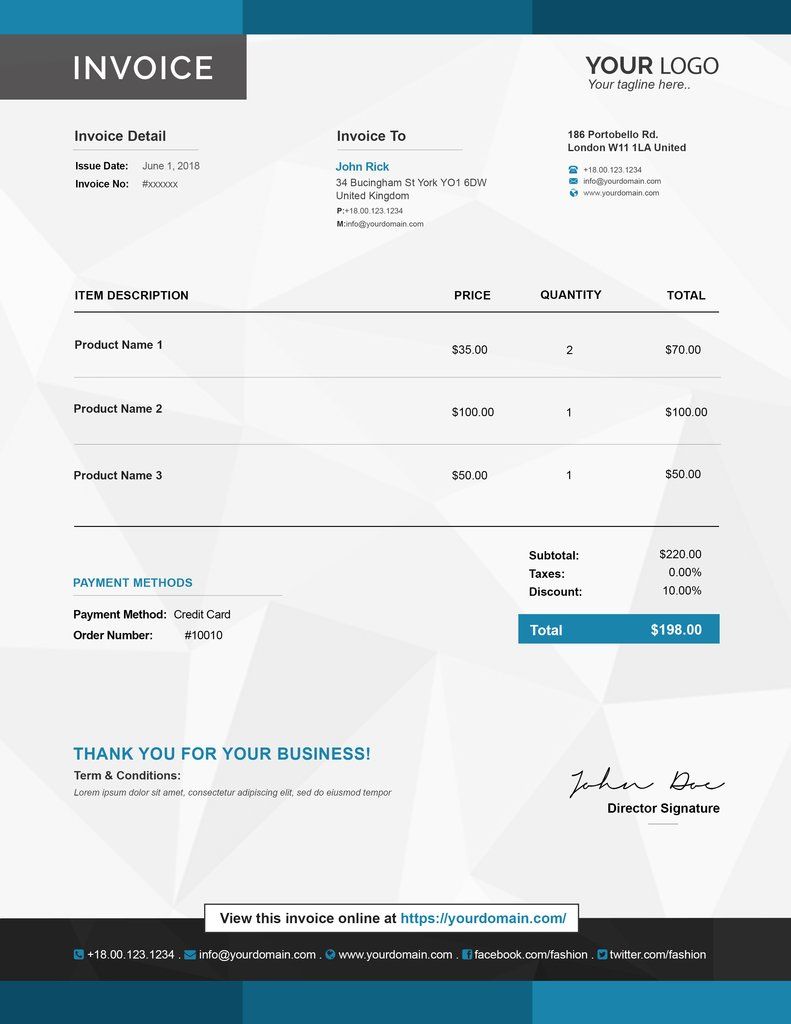 INVOICE
YOUR LOGO
Your tagline here..
Invoice Detail
Issue Date: June 1, 2018
Invoice No: #xxxxxx
Invoice To
John Rick
34 Bucingham St York YO1 6DW
United Kingdom
P:+18.00.123.1234
M:info@yourdomain.com
186 Portobello Rd.
London W11 1LA United
+18.00.123.1234
info@yourdomain.com
www.yourdomain.com
ITEM DESCRIPTION PRICE QUANTITY TOTAL
Product Name 1 $35.00 2 $70.00
Product Name 2 $100.00 1 $100.00
Product Name 3 $50.00 1 $50.00
Subtotal: $220.00
Taxes: 0.00%
Discount: 10.00%
Total $198.00
PAYMENT METHODS
Payment Method: Credit Card
Order Number: #10010
THANK YOU FOR YOUR BUSINESS!
Term & Conditions:
Lorem ipsum dolor sit amet, consectetur adipiscing elit, sed do eiusmod tempor
John Doe
Director Signature
View this invoice online at https://yourdomain.com/
+18.00.123.1234 . info@yourdomain.com . www.yourdomain.com . facebook.com/fashion . twitter.com/fashion